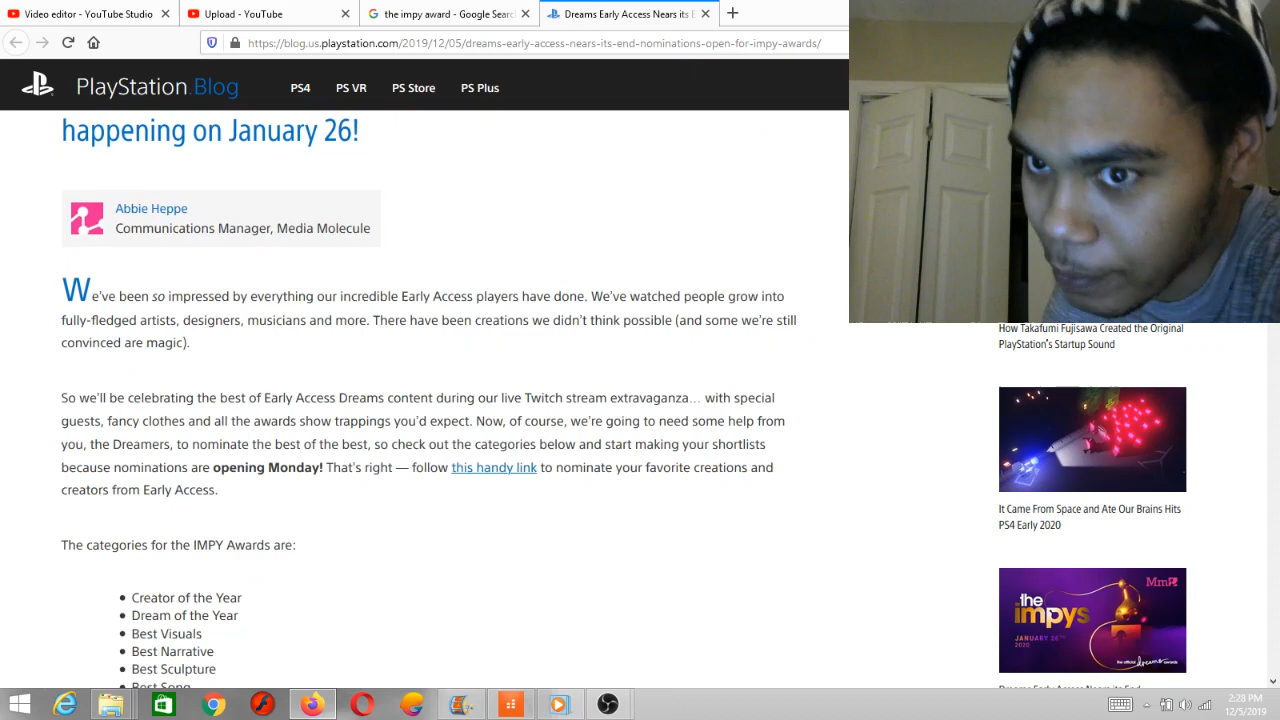 Video editor - YouTube Studio
Upload - YouTube
the impy award - Google Searc
Dreams Early Access Nears its E
https://blog.us.playstation.com/2019/12/05/dreams-early-access-nears-its-end-nominations-open-for-impy-awards/
PlayStation.Blog
PS4
PS VR
PS Store
PS Plus
happening on January 26!
Abbie Heppe
Communications Manager, Media Molecule
We've been so impressed by everything our incredible Early Access players have done. We've watched people grow into
fully-fledged artists, designers, musicians and more. There have been creations we didn't think possible (and some we're still
convinced are magic).
So we'll be celebrating the best of Early Access Dreams content during our live Twitch stream extravaganza… with special
guests, fancy clothes and all the awards show trappings you'd expect. Now, of course, we're going to need some help from
you, the Dreamers, to nominate the best of the best, so check out the categories below and start making your shortlists
because nominations are opening Monday! That's right — follow this handy link to nominate your favorite creations and
creators from Early Access.
The categories for the IMPY Awards are:
Creator of the Year
Dream of the Year
Best Visuals
Best Narrative
Best Sculpture
Best Song
How Takafumi Fujisawa Created the Original
PlayStation's Startup Sound
It Came From Space and Ate Our Brains Hits
PS4 Early 2020
Mm
the
impys
JANUARY 26TH
2020
the official dreams awards
Dreams Early Access Nears its End
2:28 PM
12/5/2019